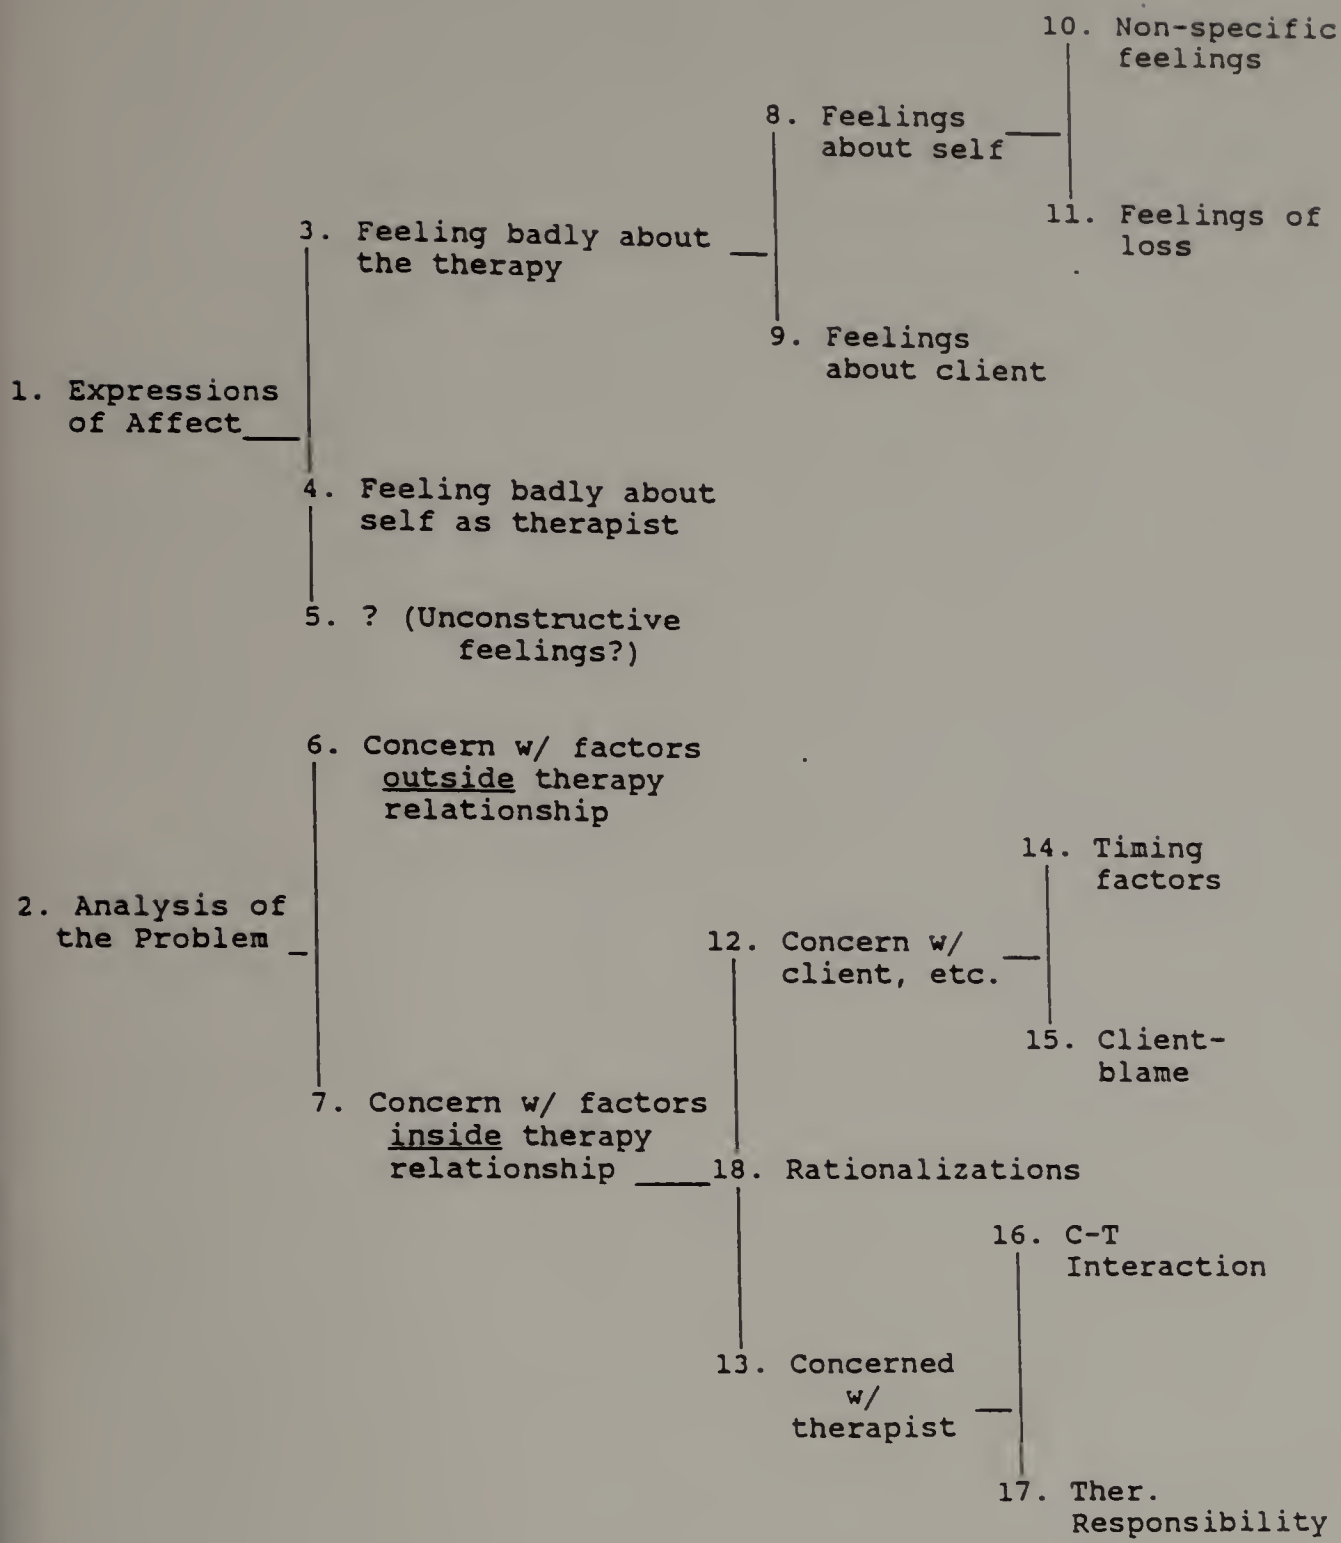 10. Non-specific
feelings
8. Feelings
about self
11. Feelings of
loss
3. Feeling badly about
the therapy
9. Feelings
about client
1. Expressions
of Affect
4. Feeling badly about
self as therapist
5. ? (Unconstructive
feelings?)
6. Concern w/ factors
outside therapy
relationship
14. Timing
factors
2. Analysis of
the Problem
12. Concern w/
client, etc.
15. Client-
blame
7. Concern w/ factors
inside therapy
relationship
18. Rationalizations
16. C-T
Interaction
13. Concerned
w/
therapist
17. Ther.
Responsibility